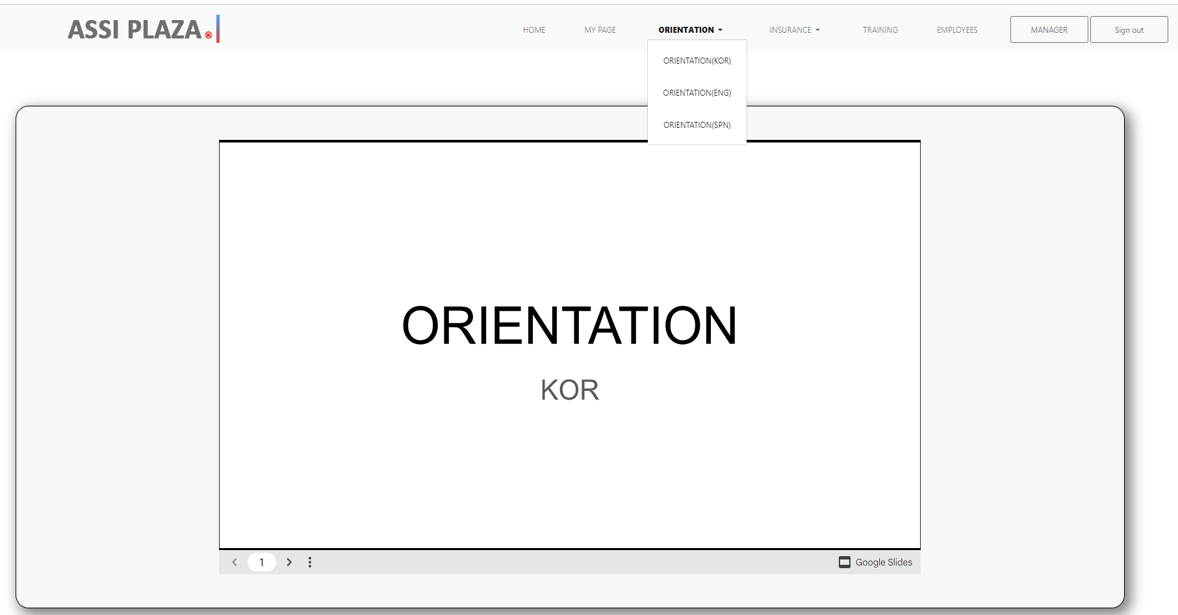 ASSI PLAZA.®
HOME MY PAGE ORIENTATION INSURANCE TRAINING EMPLOYEES MANAGER Sign out
ORIENTATION(KOR)
ORIENTATION(ENG)
ORIENTATION(SPN)
ORIENTATION
KOR
1 Google Slides